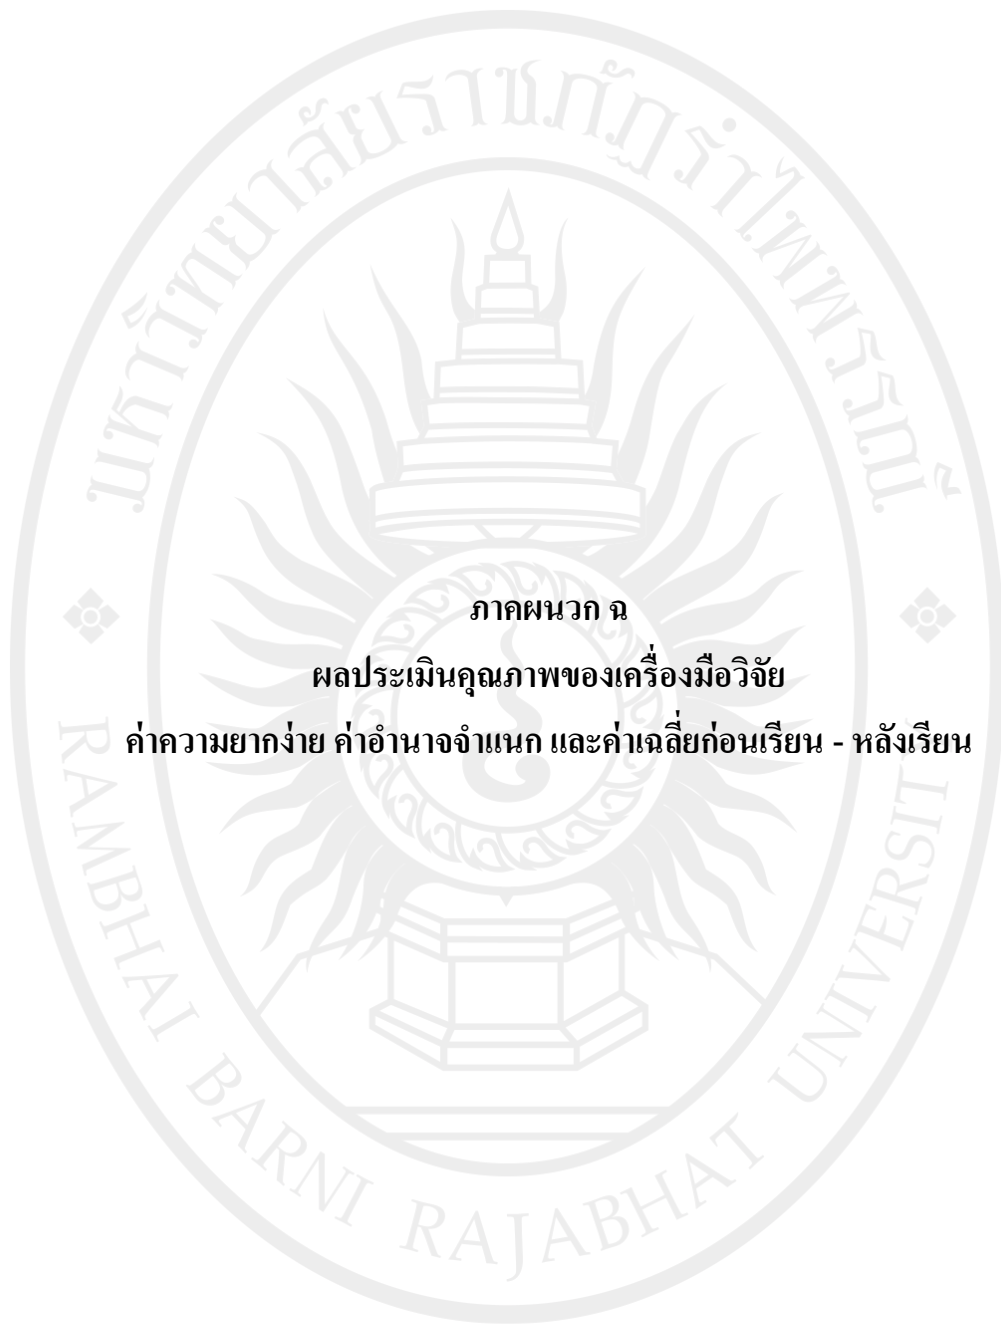 มหาวิทยาลัยราชภัฏรำไพพรรณี
ภาคผนวก ฉ
ผลประเมินคุณภาพของเครื่องมือวิจัย
ค่าความยากง่าย ค่าอำนาจจำแนก และค่าเฉลี่ยก่อนเรียน - หลังเรียน
RAMBHAI BARNI RAJABHAT UNIVERSITY